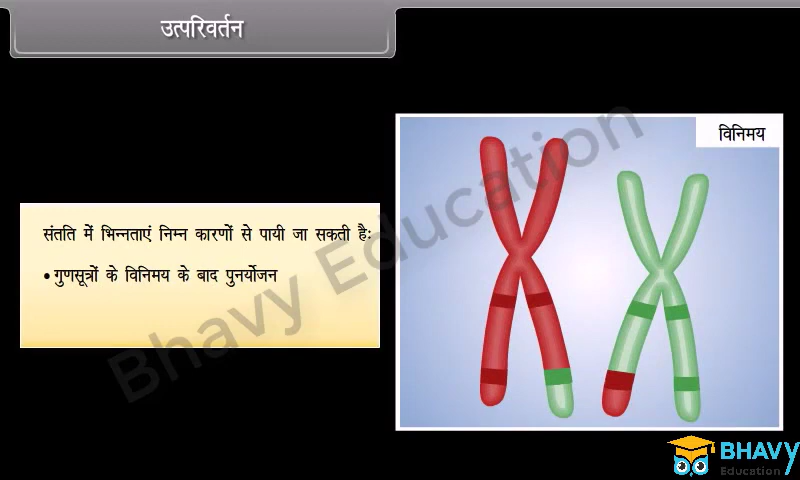 उत्परिवर्तन
विनिमय
संतति में भिन्नताएं निम्न कारणों से पायी जा सकती है:
• गुणसूत्रों के विनिमय के बाद पुनर्योजन
Bhavy Education
BHAVY
Education